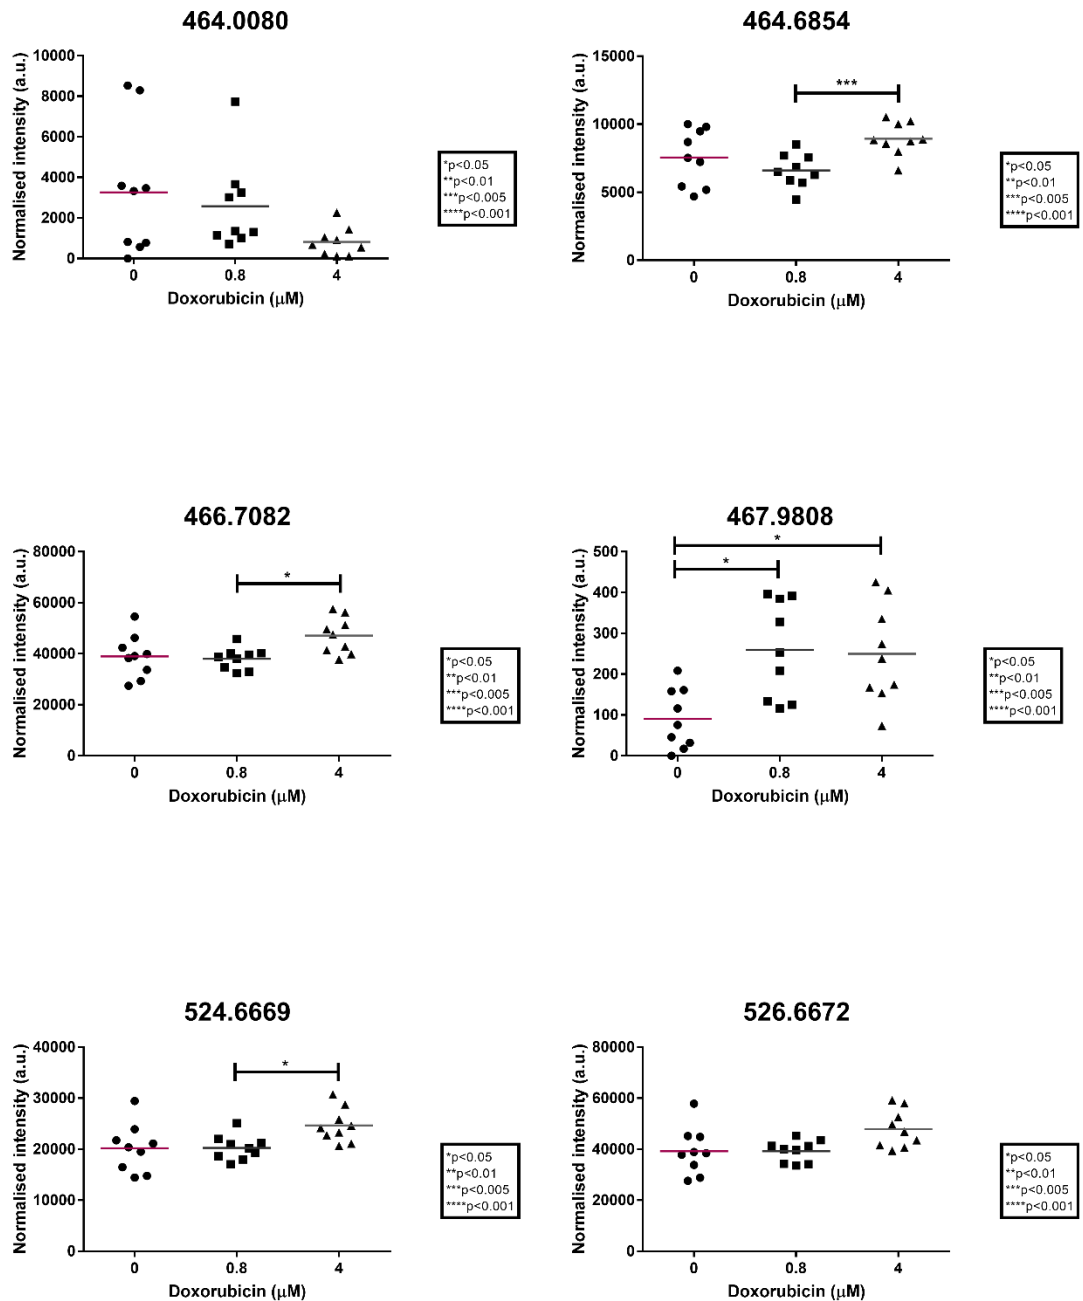 464.0080
Normalised intensity (a.u.)
10000
8000
6000
4000
2000
0
0 0.8 4
Doxorubicin (μM)
*p<0.05
**p<0.01
***p<0.005
****p<0.001
464.6854
Normalised intensity (a.u.)
15000
10000
5000
0
***
0 0.8 4
Doxorubicin (μM)
*p<0.05
**p<0.01
***p<0.005
****p<0.001
466.7082
Normalised intensity (a.u.)
80000
60000
40000
20000
0
*
0 0.8 4
Doxorubicin (μM)
*p<0.05
**p<0.01
***p<0.005
****p<0.001
467.9808
Normalised intensity (a.u.)
500
400
300
200
100
0
*
*
0 0.8 4
Doxorubicin (μM)
*p<0.05
**p<0.01
***p<0.005
****p<0.001
524.6669
Normalised intensity (a.u.)
40000
30000
20000
10000
0
*
0 0.8 4
Doxorubicin (μM)
*p<0.05
**p<0.01
***p<0.005
****p<0.001
526.6672
Normalised intensity (a.u.)
80000
60000
40000
20000
0
0 0.8 4
Doxorubicin (μM)
*p<0.05
**p<0.01
***p<0.005
****p<0.001